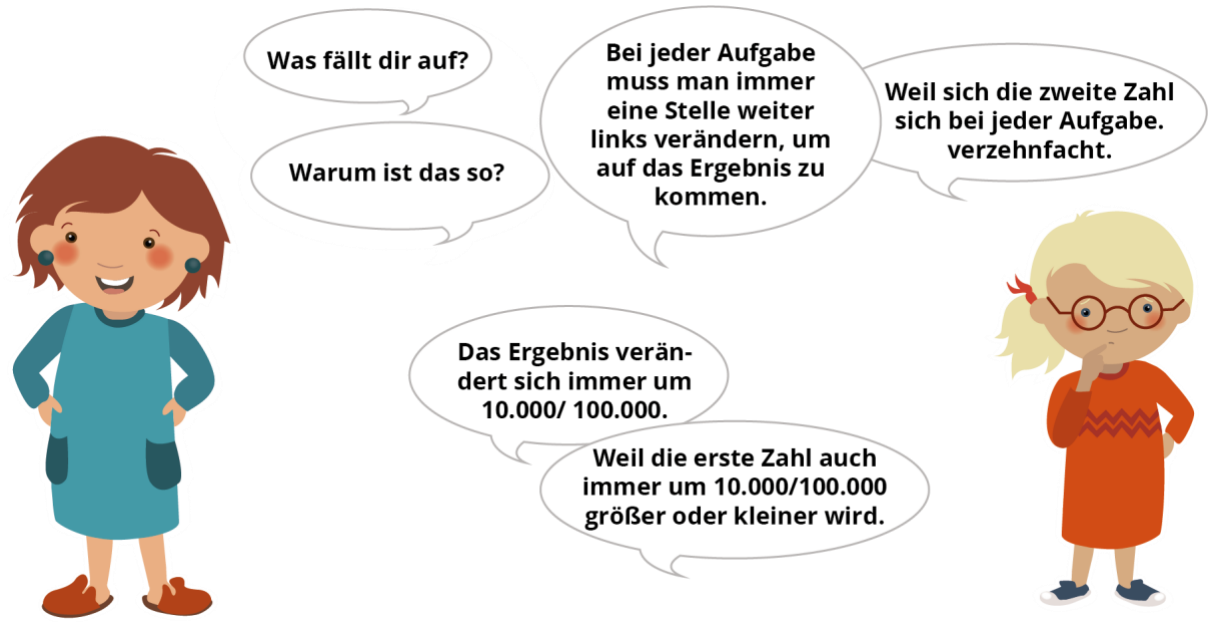 Was fällt dir auf?
Warum ist das so?
Bei jeder Aufgabe
muss man immer
eine Stelle weiter
links verändern, um
auf das Ergebnis zu
kommen.
Weil sich die zweite Zahl
sich bei jeder Aufgabe.
verzehnfacht.
Das Ergebnis verän-
dert sich immer um
10.000/ 100.000.
Weil die erste Zahl auch
immer um 10.000/100.000
größer oder kleiner wird.